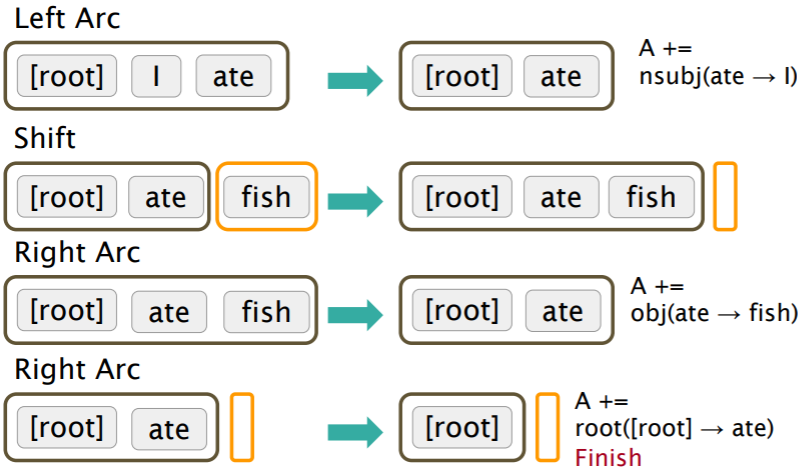 Left Arc
[root] I ate [root] ate
A +=
nsubj(ate → I)
Shift
[root] ate fish [root] ate fish
Right Arc
[root] ate fish [root] ate
A +=
obj(ate → fish)
Right Arc
[root] ate [root]
A +=
root([root] → ate)
Finish